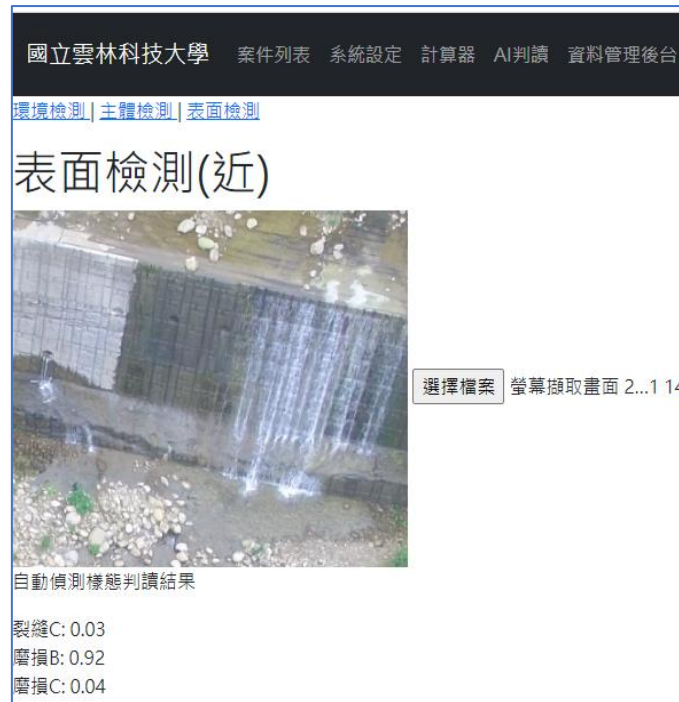 國立雲林科技大學 案件列表 系統設定 計算器 AI判讀 資料管理後台
環境檢測 | 主體檢測 | 表面檢測
表面檢測(近)
選擇檔案 螢幕擷取畫面 2...1 14
自動偵測樣態判讀結果
裂縫C: 0.03
磨損B: 0.92
磨損C: 0.04